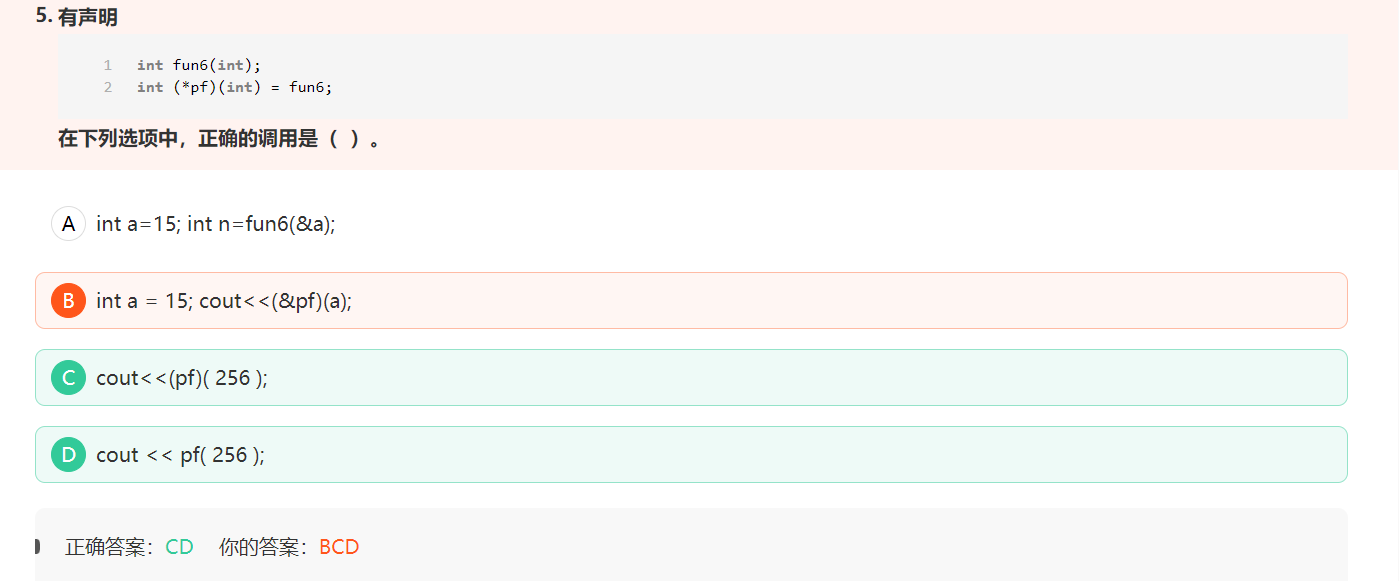 5. 有声明
1 int fun6(int);
2 int (*pf)(int) = fun6;
在下列选项中，正确的调用是（ ）。
A int a=15; int n=fun6(&a);
B int a = 15; cout<<(&pf)(a);
C cout<<(pf)( 256 );
D cout << pf( 256 );
正确答案：CD 你的答案：BCD